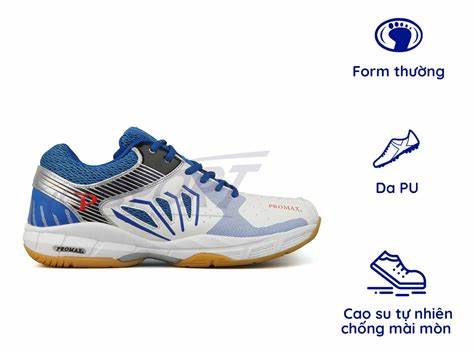 Form thường
Da PU
Cao su tự nhiên
chống mài mòn
P
PROMAX
PROMAX